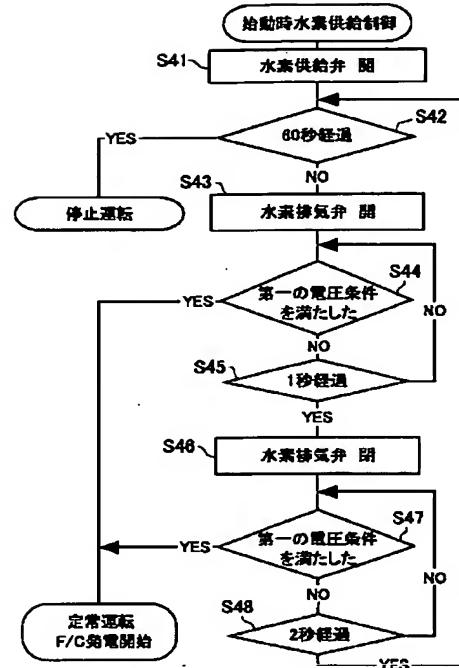 始動時水素供給制御
S41
水素供給弁 開
S42
60秒経過
YES
NO
停止運転
S43
水素排気弁 開
S44
第一の電圧条件
を満たした
YES
NO
NO
S45
1秒経過
YES
S46
水素排気弁 閉
S47
第一の電圧条件
を満たした
YES
NO
NO
定常運転
F/C発電開始
S48
2秒経過
YES